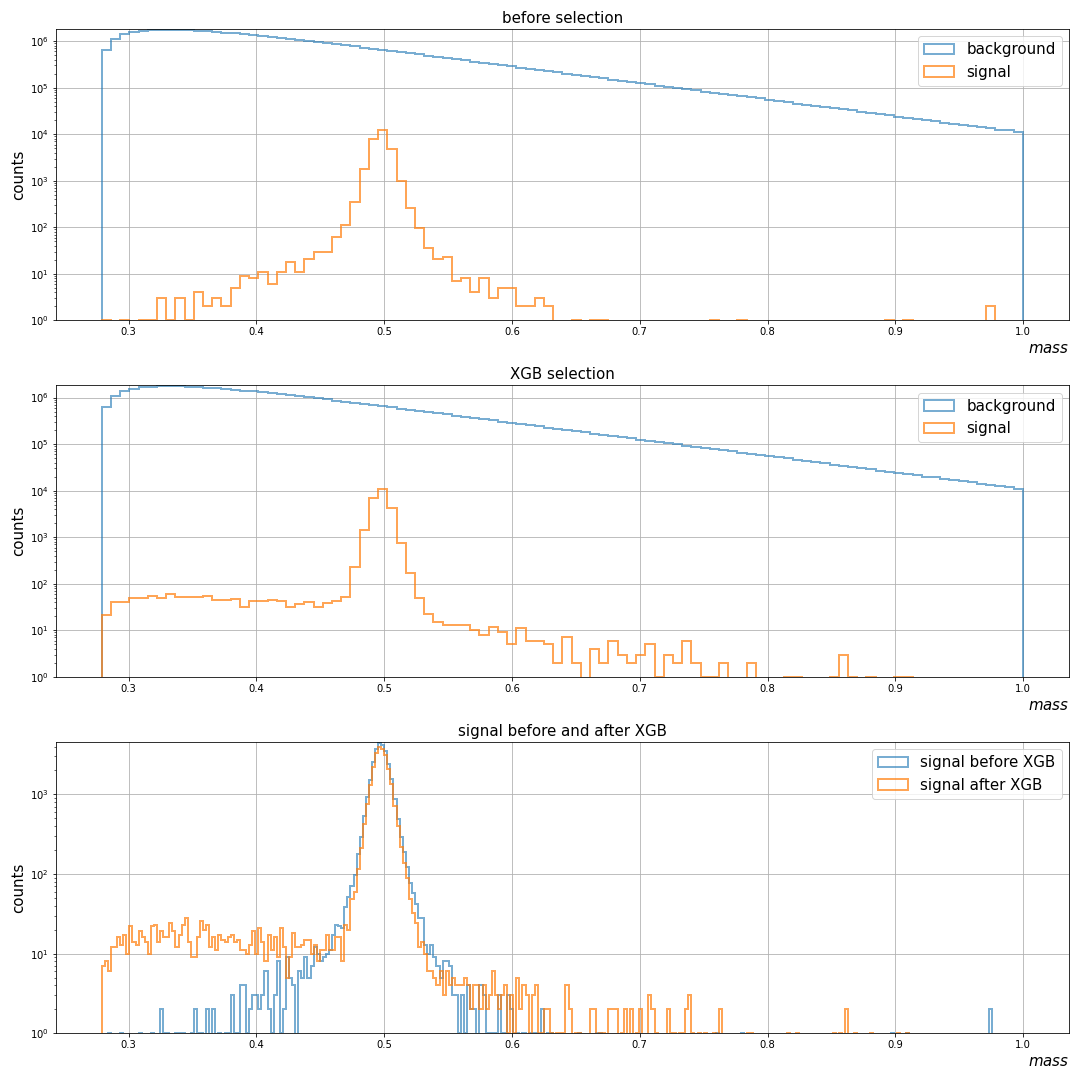 before selection
background
signal
counts
10⁶
10⁵
10⁴
10³
10²
10¹
10⁰
0.3 0.4 0.5 0.6 0.7 0.8 0.9 1.0
mass
XGB selection
background
signal
counts
10⁶
10⁵
10⁴
10³
10²
10¹
10⁰
0.3 0.4 0.5 0.6 0.7 0.8 0.9 1.0
mass
signal before and after XGB
signal before XGB
signal after XGB
counts
10³
10²
10¹
10⁰
0.3 0.4 0.5 0.6 0.7 0.8 0.9 1.0
mass